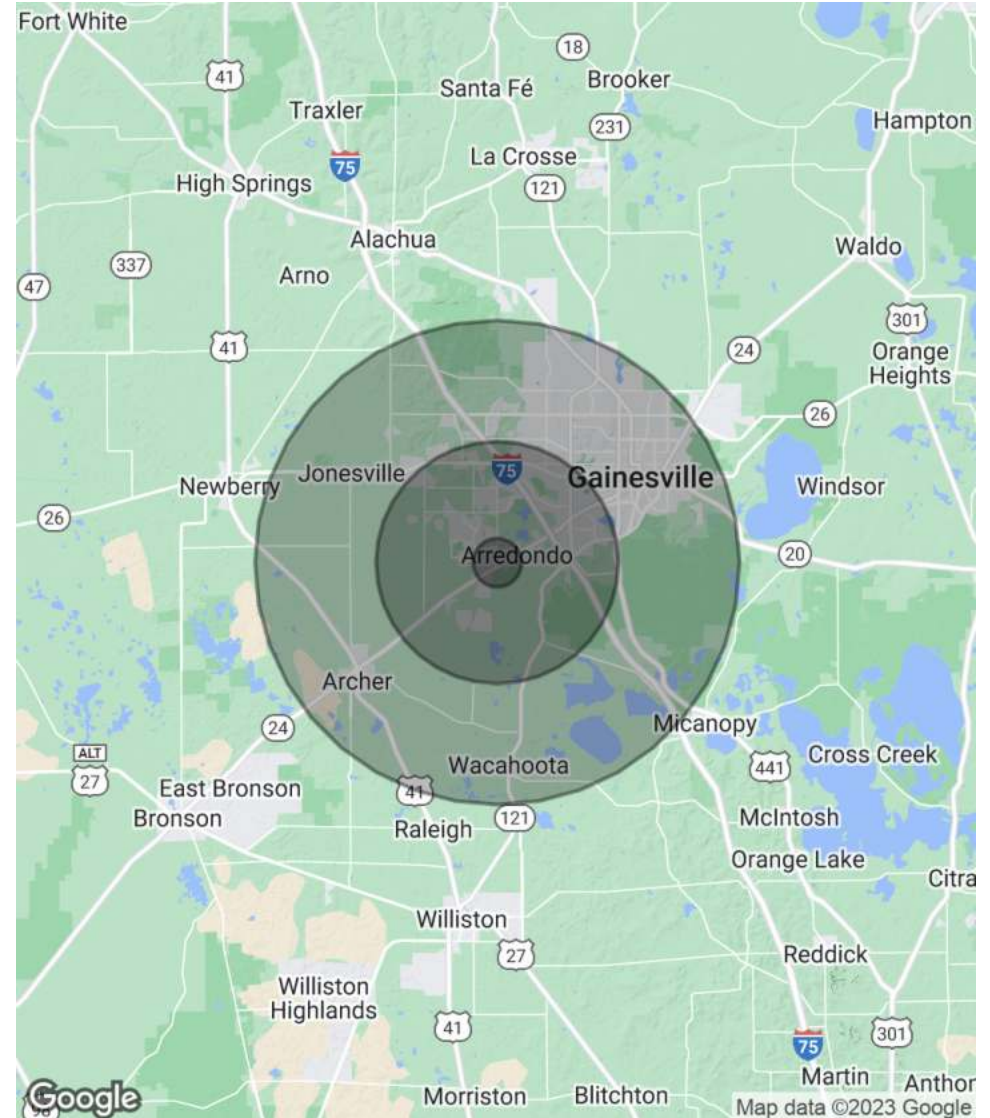 Fort White
18
41
Santa Fé
Brooker
Traxler
231
Hampton
75
La Crosse
High Springs
121
Alachua
Waldo
337
Arno
47
301
41
24
Orange
Heights
26
Jonesville
75
Gainesville
Newberry
Windsor
26
Arredondo
20
Archer
Micanopy
24
ALT
27
Wacahoota
441
Cross Creek
41
East Bronson
Bronson
121
McIntosh
Raleigh
Orange Lake
Citra
Williston
27
Reddick
Williston
Highlands
41
301
75
Martin
Anthon
98
Google
Morriston
Blitchton
Map data ©2023 Google